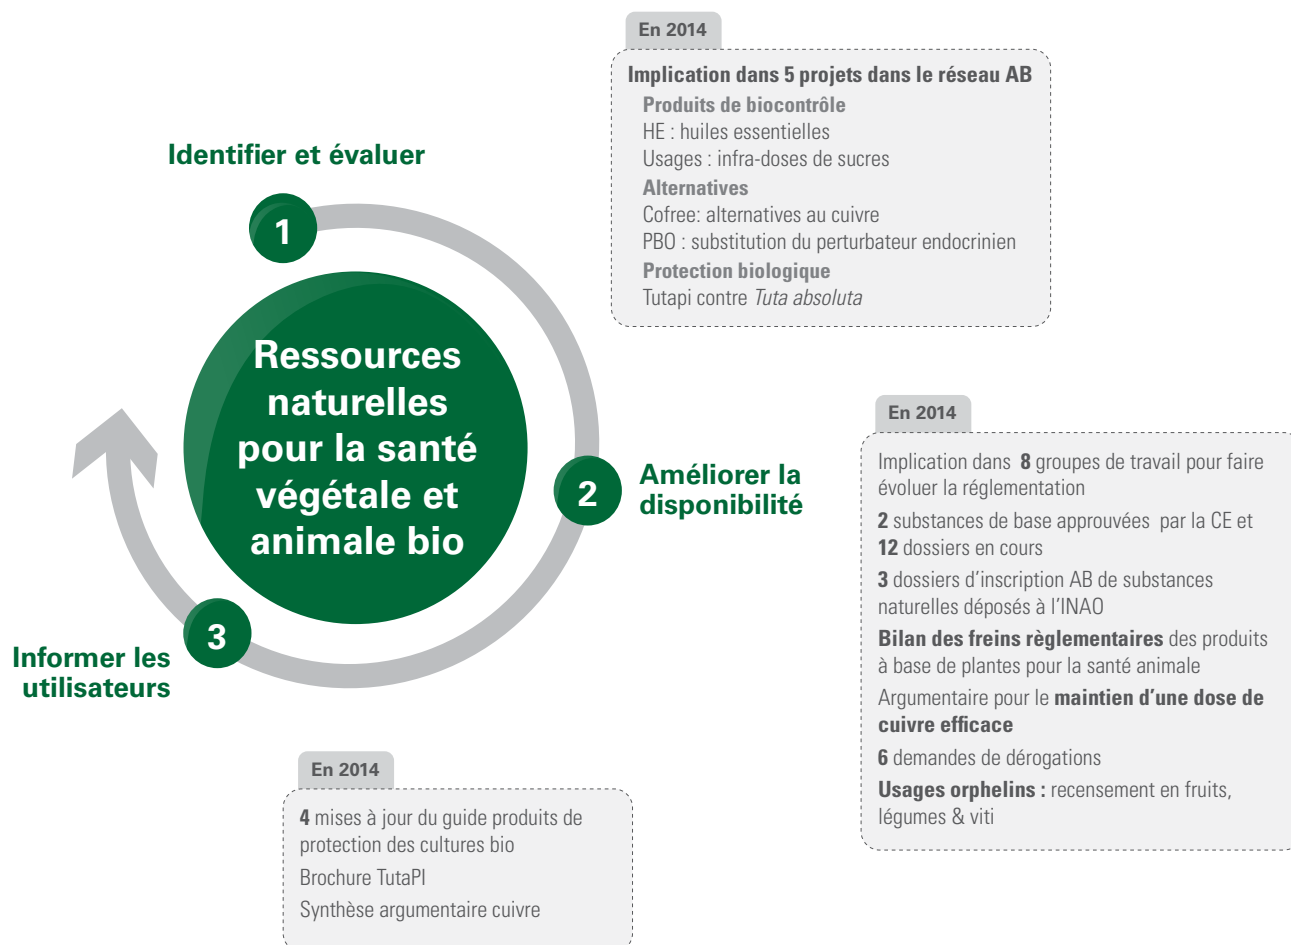 En 2014
Implication dans 5 projets dans le réseau AB
Produits de biocontrôle
HE : huiles essentielles
Usages : infra-doses de sucres
Alternatives
Cofree: alternatives au cuivre
PBO : substitution du perturbateur endocrinien
Protection biologique
Tutapi contre Tuta absoluta
Identifier et évaluer
1
Ressources
naturelles
pour la santé
végétale et
animale bio
2
Améliorer la
disponibilité
En 2014
Implication dans 8 groupes de travail pour faire
évoluer la réglementation
2 substances de base approuvées par la CE et
12 dossiers en cours
3 dossiers d'inscription AB de substances
naturelles déposés à l'INAO
Bilan des freins règlementaires des produits
à base de plantes pour la santé animale
Argumentaire pour le maintien d'une dose de
cuivre efficace
6 demandes de dérogations
Usages orphelins : recensement en fruits,
légumes & viti
3
Informer les
utilisateurs
En 2014
4 mises à jour du guide produits de
protection des cultures bio
Brochure TutaPI
Synthèse argumentaire cuivre